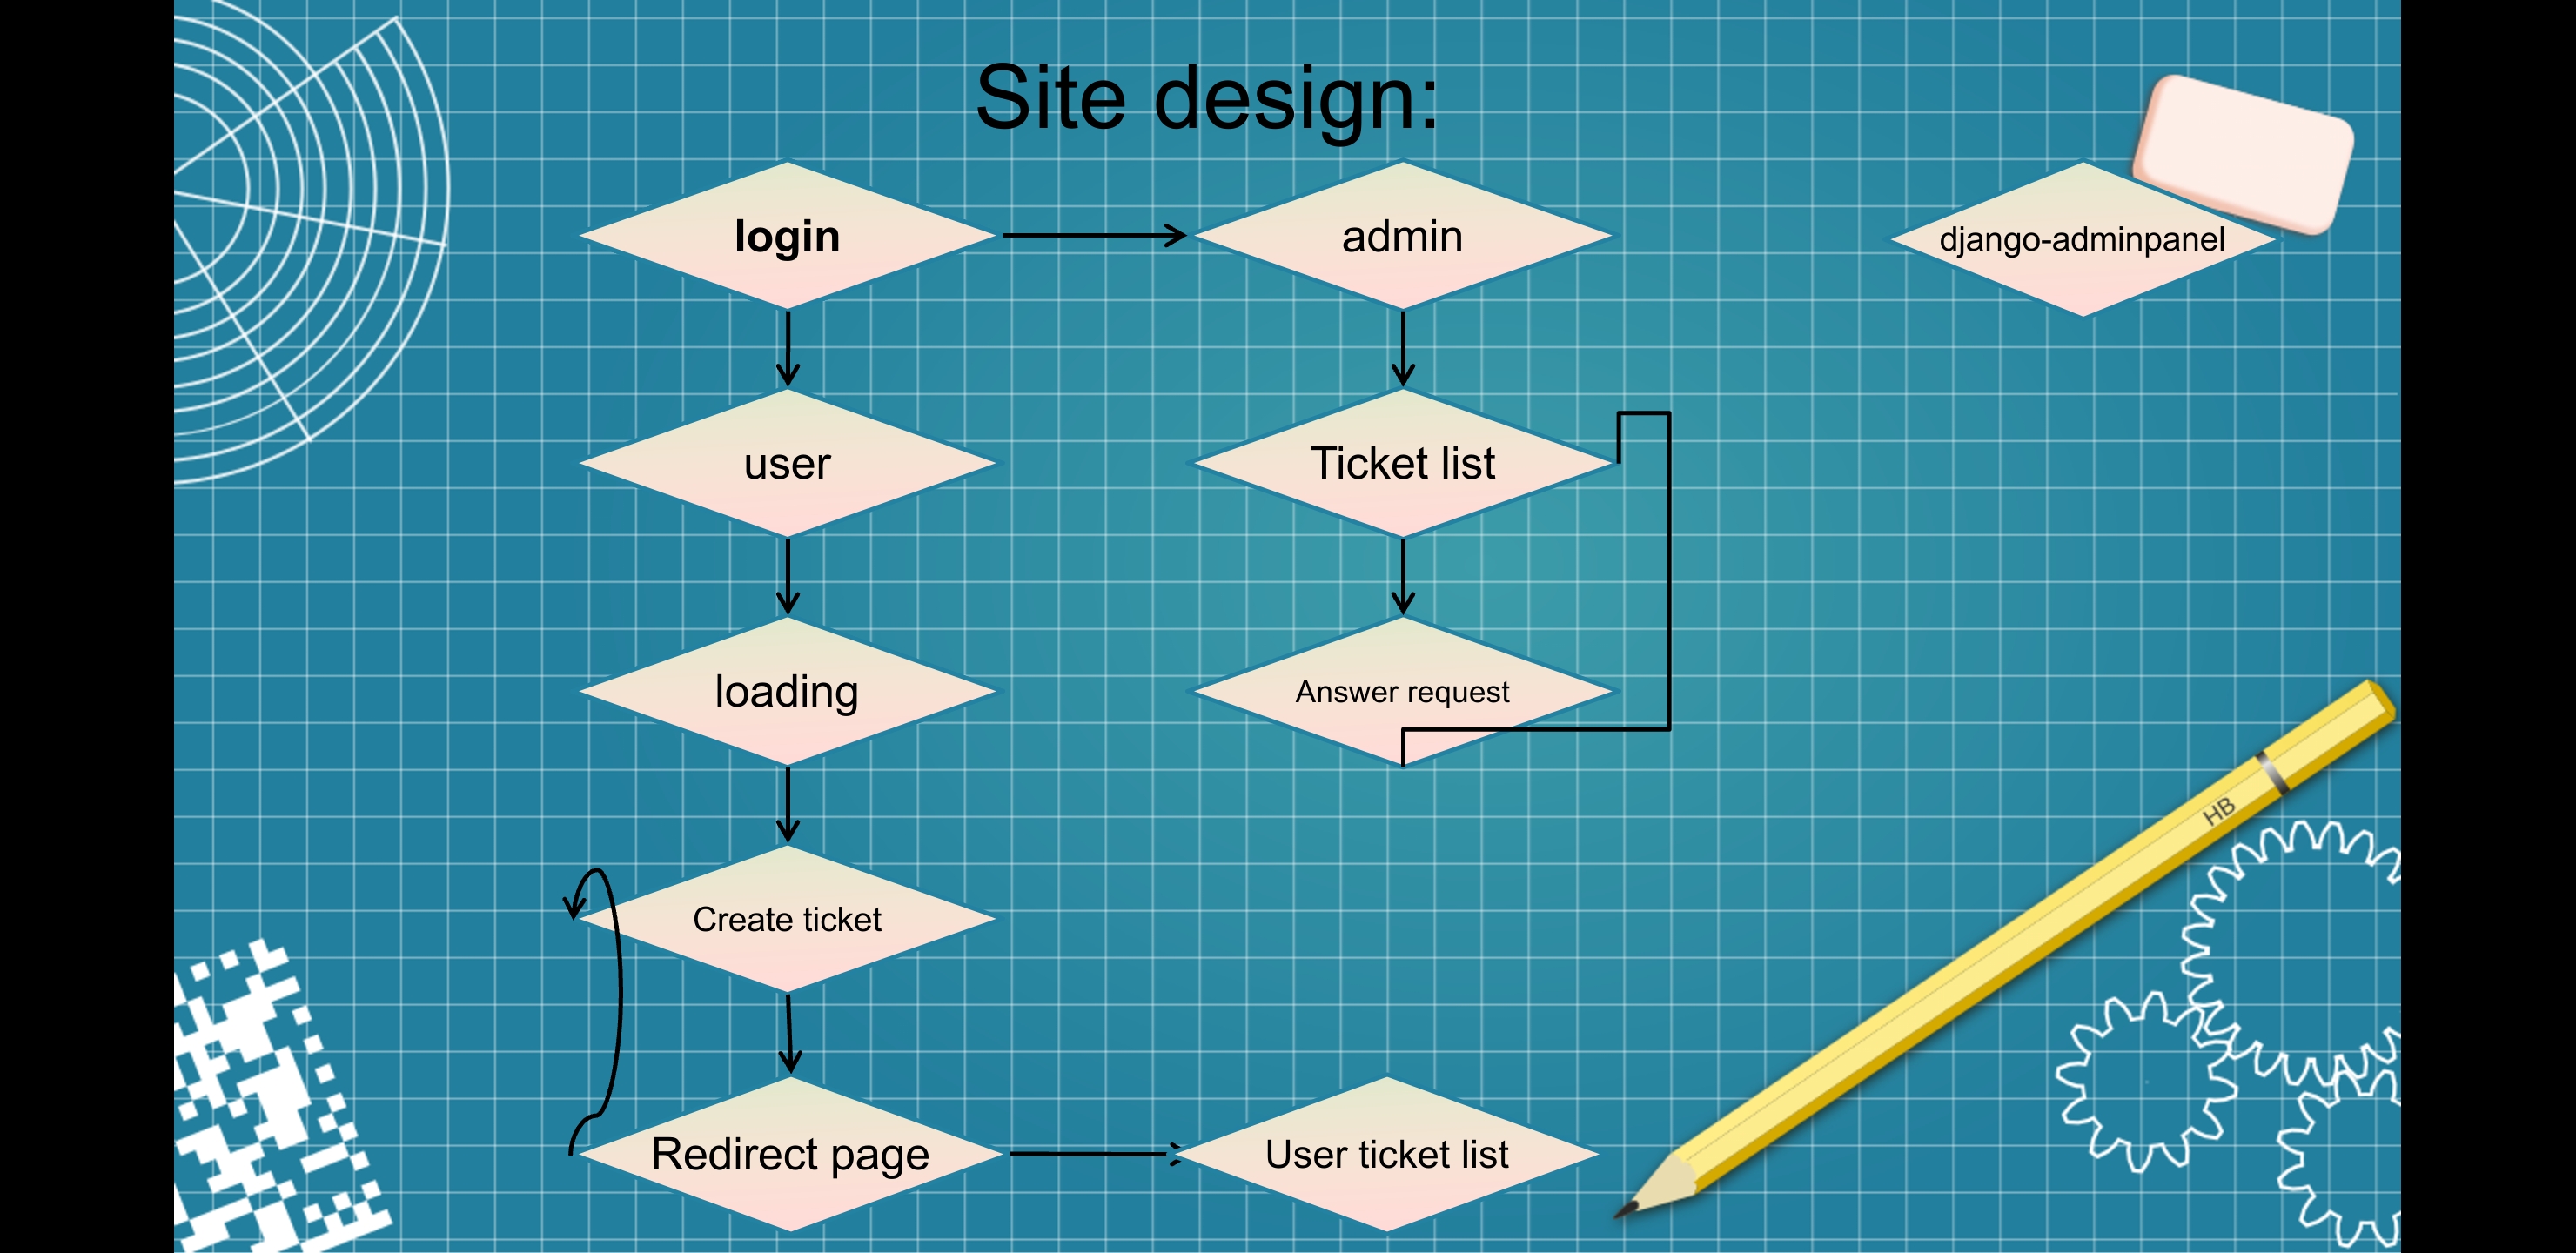 Site design:
login
admin
django-adminpanel
user
Ticket list
loading
Answer request
HB
Create ticket
Redirect page
User ticket list